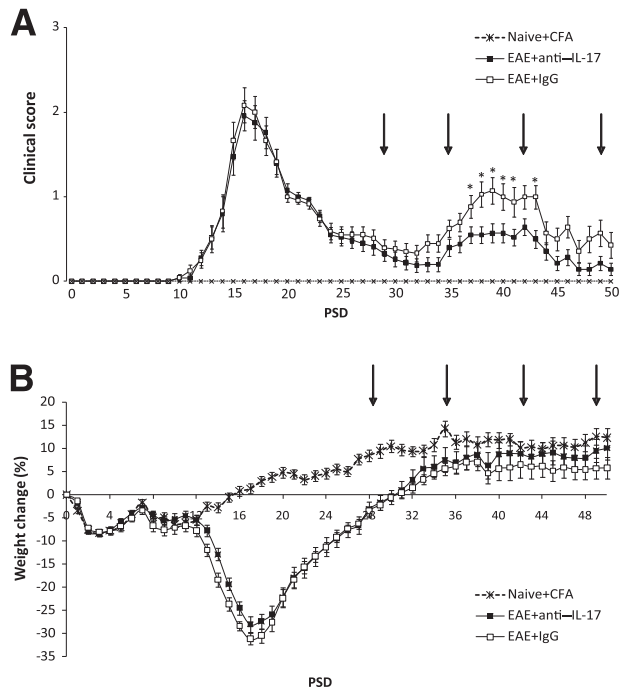 A
3
2
1
0
Clinical score
Naive+CFA
EAE+anti–IL-17
EAE+IgG
* * * * * *
0 5 10 15 20 25 30 35 40 45 50
PSD
B
20
15
10
5
0
-5
-10
-15
-20
-25
-30
-35
Weight change (%)
0 4 8 12 16 20 24 28 32 36 40 44 48
Naive+CFA
EAE+anti–IL-17
EAE+IgG
PSD